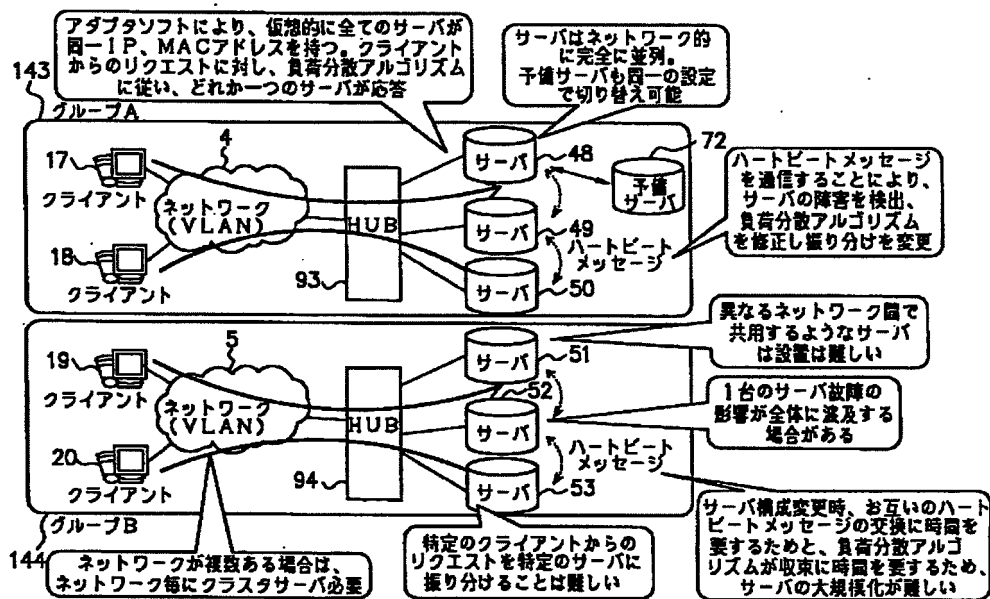 アダプタソフトにより、仮想的に全てのサーバが
同一IP、MACアドレスを持つ。クライアント
からのリクエストに対し、負荷分散アルゴリズム
に従い、どれか一つのサーバが応答
サーバはネットワーク的
に完全に並列。
予備サーバも同一の設定
で切り替え可能
143
グループA
17
クライアント
18
クライアント
4
ネットワーク
(VLAN)
HUB
93
サーバ
48
サーバ
49
サーバ
50
72
予備
サーバ
ハートビート
メッセージ
ハートビートメッセージ
を通信することにより、
サーバの障害を検出、
負荷分散アルゴリズム
を修正し振り分けを変更
19
クライアント
20
クライアント
5
ネットワーク
(VLAN)
HUB
94
サーバ
51
52
サーバ
サーバ
53
ハートビート
メッセージ
異なるネットワーク間で
共用するようなサーバ
は設置は難しい
1台のサーバ故障の
影響が全体に波及する
場合がある
グループB
144
ネットワークが複数ある場合は、
ネットワーク毎にクラスタサーバ必要
特定のクライアントからの
リクエストを特定のサーバに
振り分けることは難しい
サーバ構成変更時、お互いのハート
ビートメッセージの交換に時間を
要するためと、負荷分散アルゴ
リズムが収束に時間を要するため、
サーバの大規模化が難しい